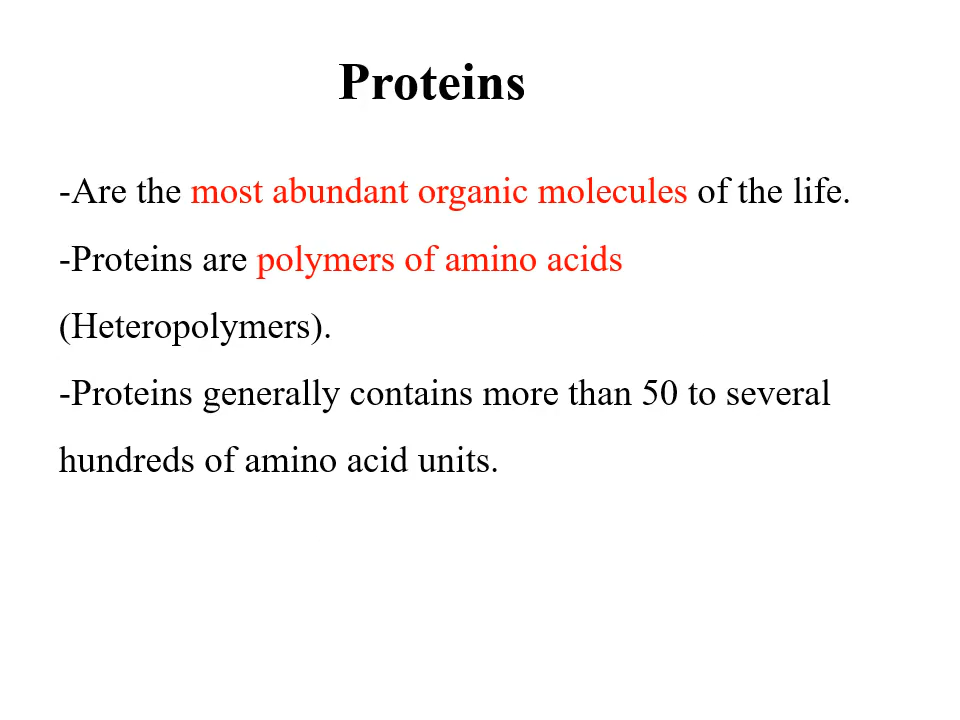 Proteins
-Are the most abundant organic molecules of the life.
-Proteins are polymers of amino acids
(Heteropolymers).
-Proteins generally contains more than 50 to several
hundreds of amino acid units.